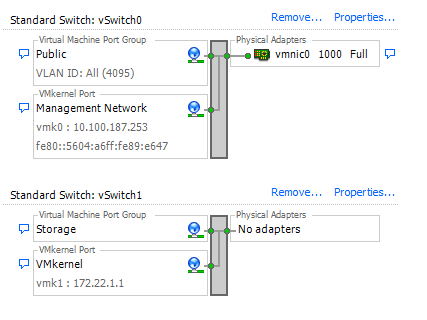 Standard Switch: vSwitch0
Remove... Properties...
Virtual Machine Port Group
Physical Adapters
Public
vmnic0 1000 Full
VLAN ID: All (4095)
VMkernel Port
Management Network
vmk0 : 10.100.187.253
fe80::5604:a6ff:fe89:e647
Standard Switch: vSwitch1
Remove... Properties...
Virtual Machine Port Group
Physical Adapters
Storage
No adapters
VMkernel Port
VMkernel
vmk1 : 172.22.1.1